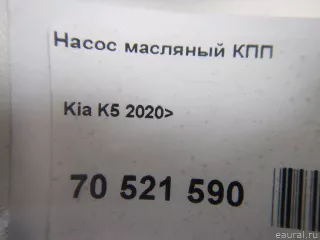 Насос масляный КПП
Kia K5 2020>
70 521 590
eaural.ru